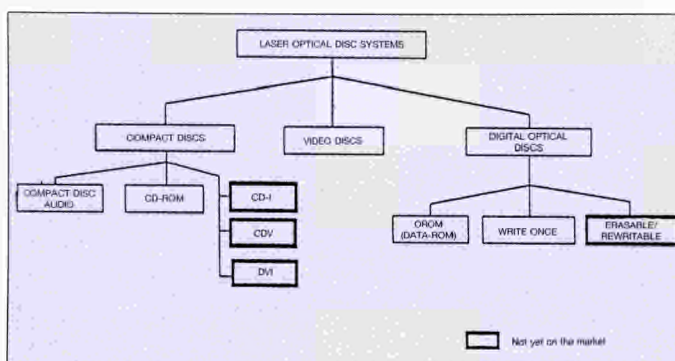 LASER OPTICAL DISC SYSTEMS
COMPACT DISCS
VIDEO DISCS
DIGITAL OPTICAL
DISCS
COMPACT DISC
AUDIO
CD-ROM
CD-I
CDV
DVI
OROM
(DATA-ROM)
WRITE ONCE
ERASABLE/
REWRITABLE
Not yet on the market